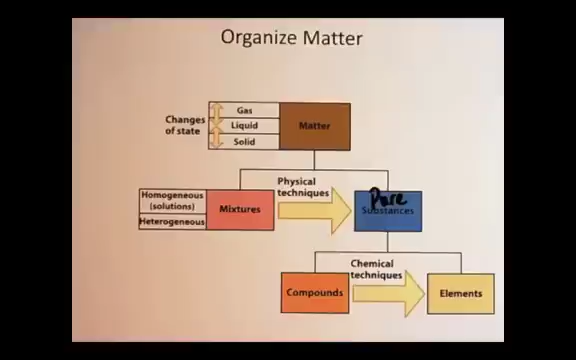 Organize Matter
Changes
of state
Gas
Liquid
Solid
Matter
Homogeneous
(solutions)
Heterogeneous
Mixtures
Physical
techniques
Pure
Substances
Chemical
techniques
Compounds
Elements